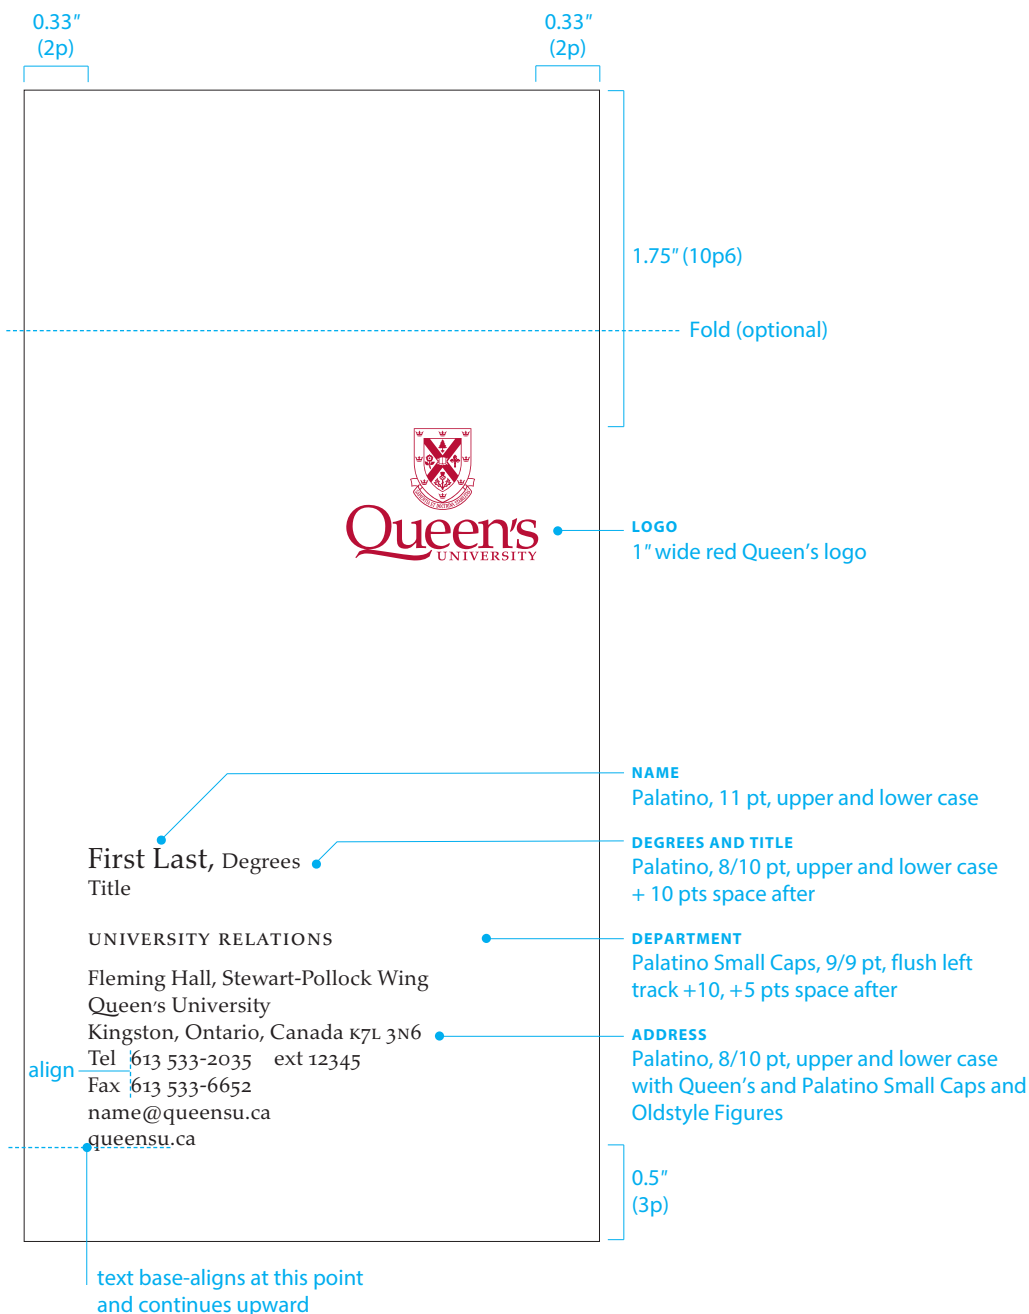 0.33"
(2p)
0.33"
(2p)
1.75" (10p6)
Fold (optional)
Queen's
UNIVERSITY
LOGO
1" wide red Queen's logo
NAME
Palatino, 11 pt, upper and lower case
First Last, Degrees
Title
DEGREES AND TITLE
Palatino, 8/10 pt, upper and lower case
+ 10 pts space after
UNIVERSITY RELATIONS
DEPARTMENT
Palatino Small Caps, 9/9 pt, flush left
track +10, +5 pts space after
Fleming Hall, Stewart-Pollock Wing
Queen's University
Kingston, Ontario, Canada K7L 3N6
Tel 613 533-2035 ext 12345
Fax 613 533-6652
name@queensu.ca
queensu.ca
align
ADDRESS
Palatino, 8/10 pt, upper and lower case
with Queen's and Palatino Small Caps and
Oldstyle Figures
0.5"
(3p)
text base-aligns at this point
and continues upward